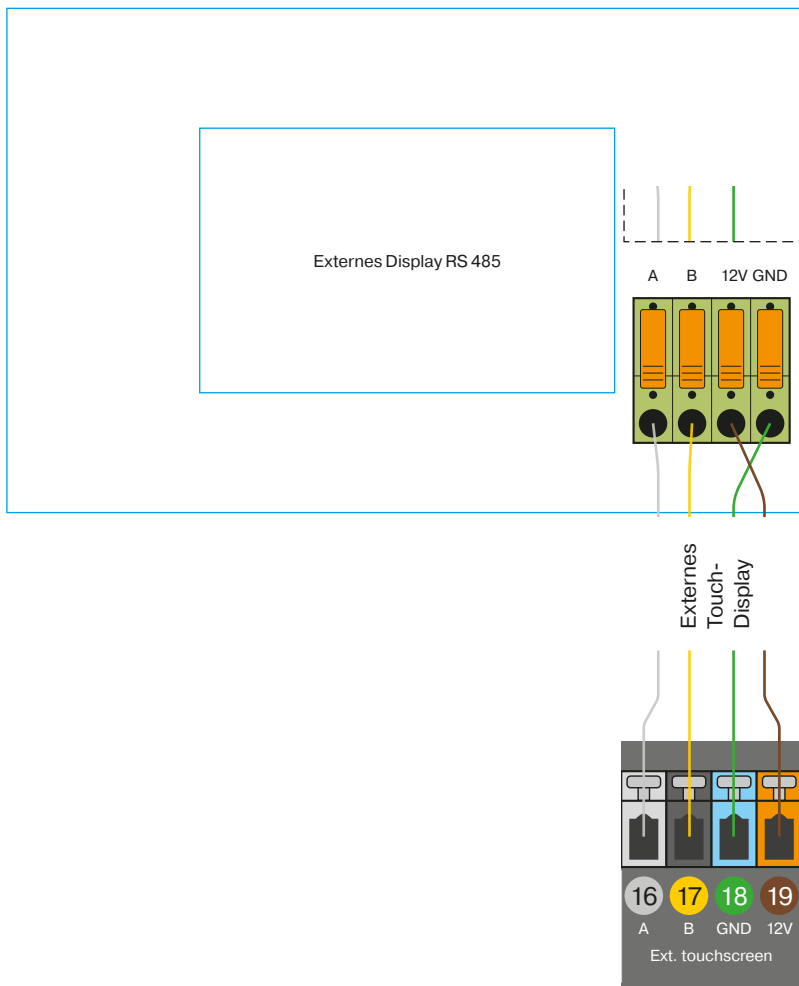 Externes Display RS 485
A B 12V GND
Externes
Touch-
Display
16 17 18 19
A B GND 12V
Ext. touchscreen